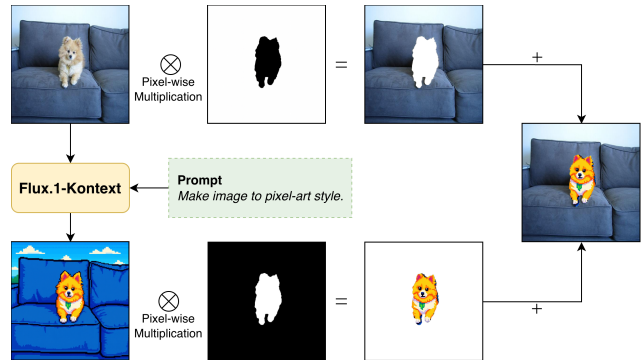 Pixel-wise
Multiplication
=
+
Flux.1-Kontext
Prompt
Make image to pixel-art style.
Pixel-wise
Multiplication
=
+